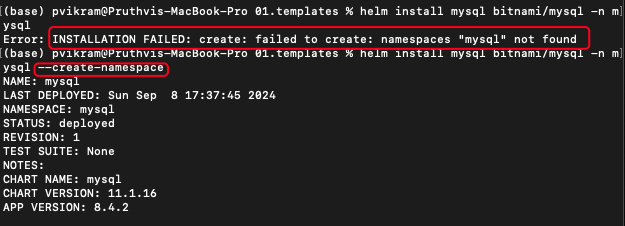 (base) pvikram@Pruthvis-MacBook-Pro 01.templates % helm install mysql bitnami/mysql -n m
ysql
Error: INSTALLATION FAILED: create: failed to create: namespaces "mysql" not found
(base) pvikram@Pruthvis-MacBook-Pro 01.templates % helm install mysql bitnami/mysql -n m
ysql --create-namespace
NAME: mysql
LAST DEPLOYED: Sun Sep  8 17:37:45 2024
NAMESPACE: mysql
STATUS: deployed
REVISION: 1
TEST SUITE: None
NOTES:
CHART NAME: mysql
CHART VERSION: 11.1.16
APP VERSION: 8.4.2